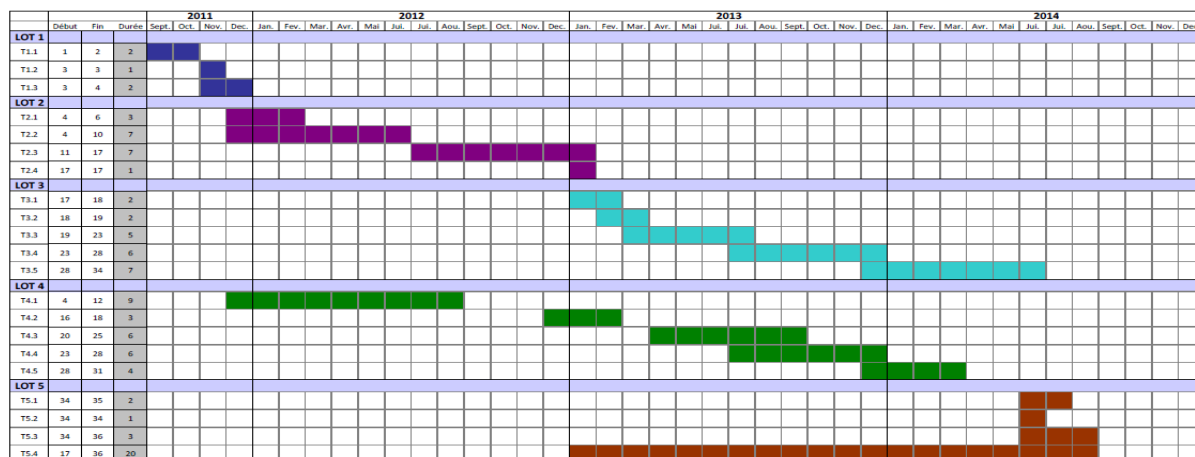 2011 2012 2013 2014
Début Fin Durée Sept. Oct. Nov. Dec. Jan. Fev. Mar. Avr. Mai Jui. Jui. Aou. Sept. Oct. Nov. Dec. Jan. Fev. Mar. Avr. Mai Jui. Jui. Aou. Sept. Oct. Nov. Dec. Jan. Fev. Mar. Avr. Mai Jui. Jui. Aou. Sept. Oct. Nov. Dec
LOT 1
T1.1 1 2 2
T1.2 3 3 1
T1.3 3 4 2
LOT 2
T2.1 4 6 3
T2.2 4 10 7
T2.3 11 17 7
T2.4 17 17 1
LOT 3
T3.1 17 18 2
T3.2 18 19 2
T3.3 19 23 5
T3.4 23 28 6
T3.5 28 34 7
LOT 4
T4.1 4 12 9
T4.2 16 18 3
T4.3 20 25 6
T4.4 23 28 6
T4.5 28 31 4
LOT 5
T5.1 34 35 2
T5.2 34 34 1
T5.3 34 36 3
T5.4 17 36 20